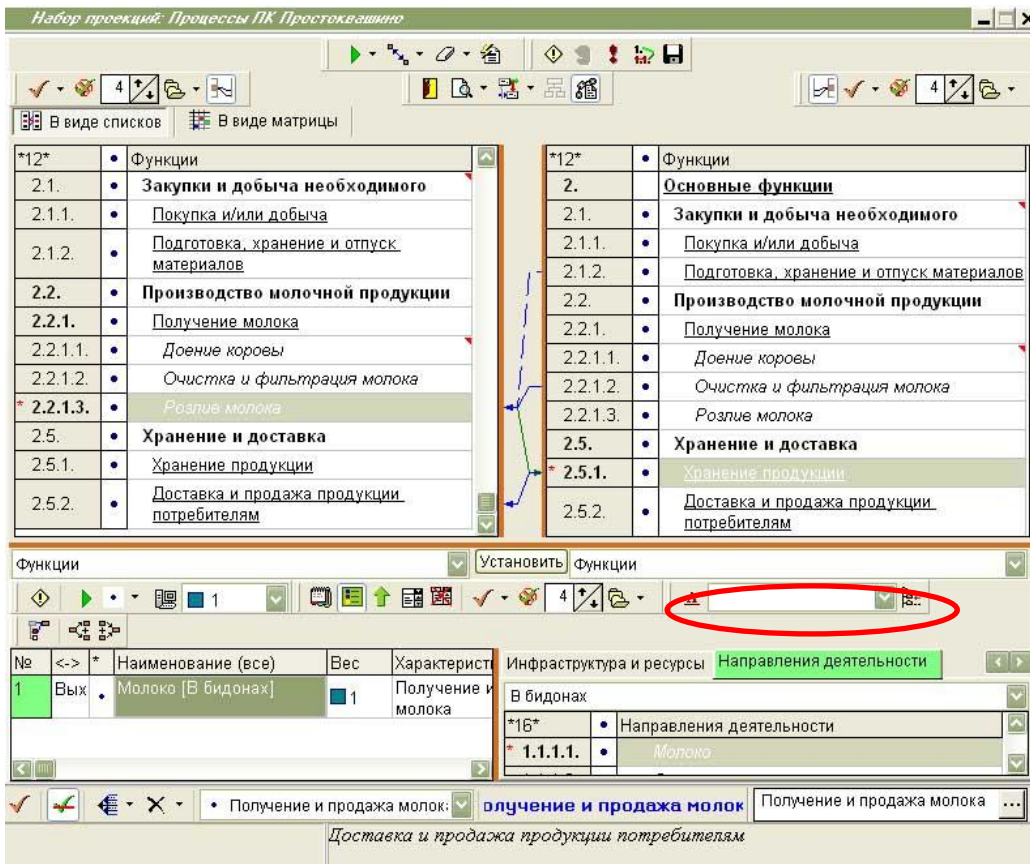 Набор проекций: Процессы ПК Простоквашино
4
4
В виде списков В виде матрицы
*12* • Функции
2.1. • Закупки и добыча необходимого
2.1.1. • Покупка и/или добыча
2.1.2. • Подготовка, хранение и отпуск
материалов
2.2. • Производство молочной продукции
2.2.1. • Получение молока
2.2.1.1. • Доение коровы
2.2.1.2. • Очистка и фильтрация молока
* 2.2.1.3. • Розлив молока
2.5. • Хранение и доставка
2.5.1. • Хранение продукции
2.5.2. • Доставка и продажа продукции
потребителям
*12* • Функции
2. Основные функции
2.1. • Закупки и добыча необходимого
2.1.1. • Покупка и/или добыча
2.1.2. • Подготовка, хранение и отпуск материалов
2.2. • Производство молочной продукции
2.2.1. • Получение молока
2.2.1.1. • Доение коровы
2.2.1.2. • Очистка и фильтрация молока
2.2.1.3. • Розлив молока
2.5. • Хранение и доставка
* 2.5.1. • Хранение продукции
2.5.2. • Доставка и продажа продукции
потребителям
Функции Установить Функции
1 4
№ <-> * Наименование (все) Вес Характеристи
1 Вых • Молоко [В бидонах] 1 Получение и
молока
Инфраструктура и ресурсы Направления деятельности
В бидонах
*16* • Направления деятельности
* 1.1.1.1. • Молоко
• Получение и продажа молок олучение и продажа молок Получение и продажа молока ...
Доставка и продажа продукции потребителям